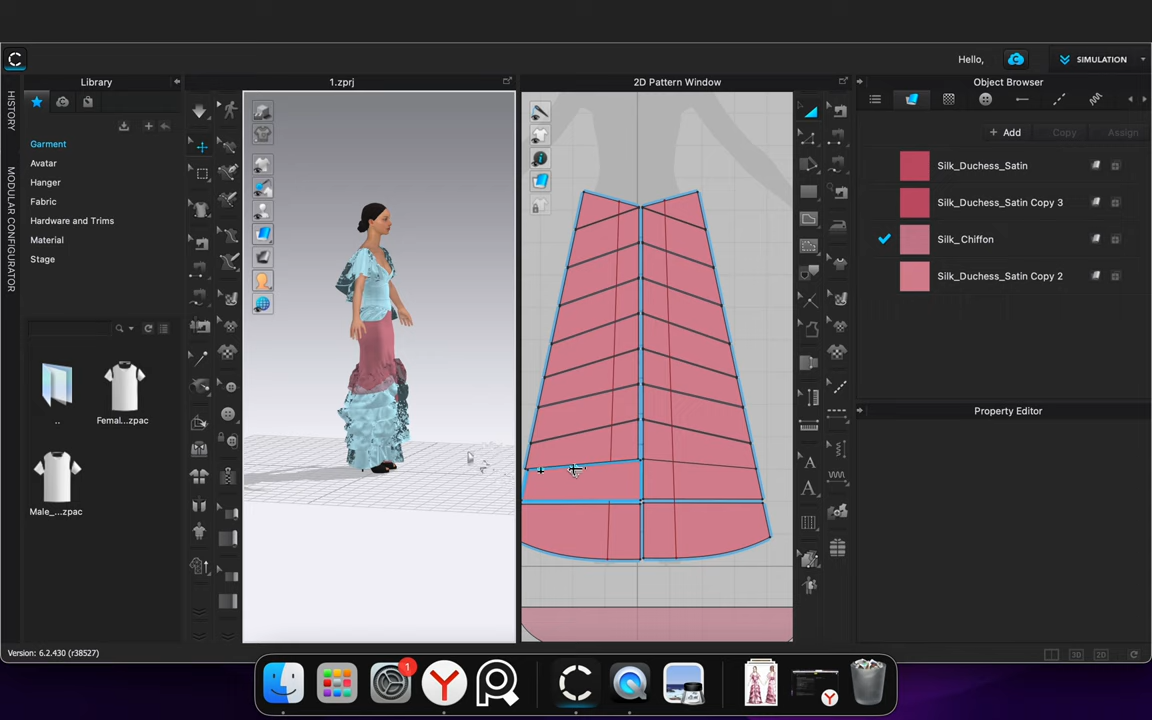 Hello,
SIMULATION
HISTORY
MODULAR CONFIGURATOR
Library
1.zprj
2D Pattern Window
Object Browser
Garment
Avatar
Hanger
Fabric
Hardware and Trims
Material
Stage
..
Femal...zpac
Male_...zpac
Add
Copy
Assign
Silk_Duchess_Satin
Silk_Duchess_Satin Copy 3
Silk_Chiffon
Silk_Duchess_Satin Copy 2
Property Editor
Version: 6.2.430 (r38527)
3D
2D
1